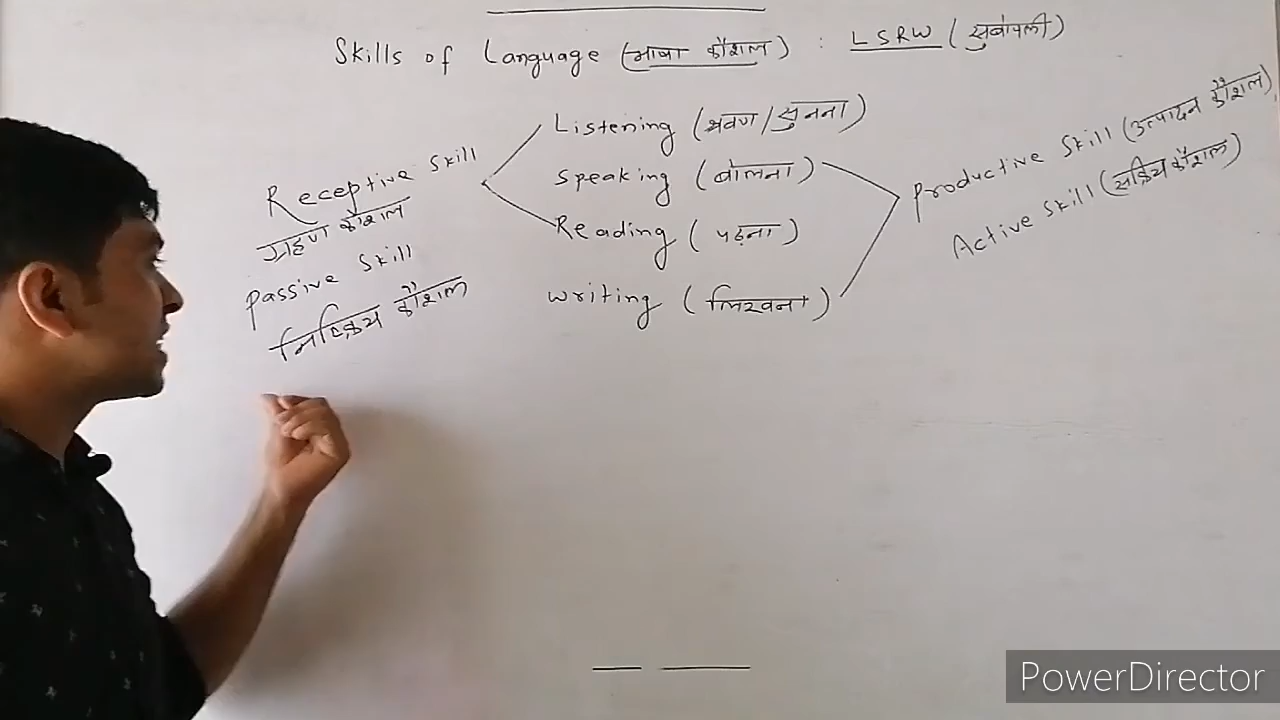 Skills of Language (भाषा कौशल) : LSRW (सुबोपली)
Listening (श्रवण/सुनना)
Speaking (बोलना)
Reading (पढ़ना)
Writing (लिखना)
Receptive Skill
ग्रहण कौशल
Passive Skill
निष्क्रिय कौशल
Productive Skill (उत्पादन कौशल)
Active Skill (सक्रिय कौशल)
PowerDirector